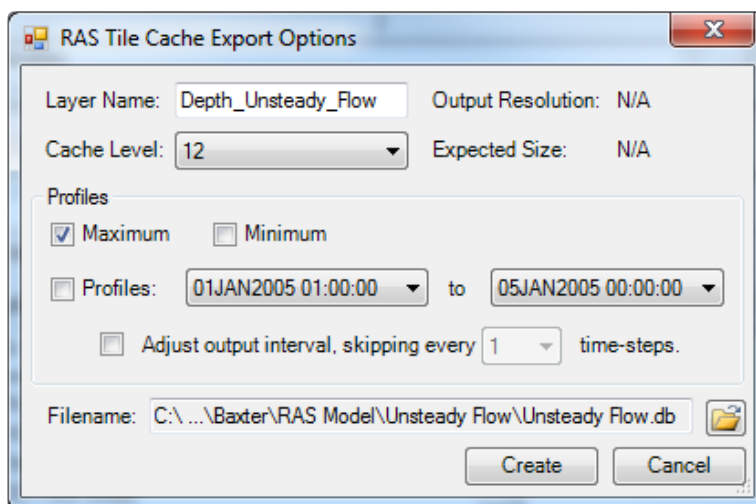 RAS Tile Cache Export Options
Layer Name: Depth_Unsteady_Flow Output Resolution: N/A
Cache Level: 12 Expected Size: N/A
Profiles
Maximum Minimum
Profiles: 01JAN2005 01:00:00 to 05JAN2005 00:00:00
Adjust output interval, skipping every 1 time-steps.
Filename: C:\ ...\Baxter\RAS Model\Unsteady Flow\Unsteady Flow.db
Create Cancel